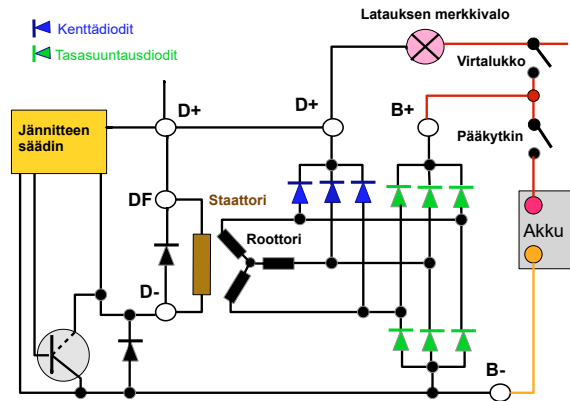 Kenttädiodit
Tasasuuntausdiodit
Latauksen merkkivalo
Virtalukko
D+
D+
B+
Jännitteen
säädin
Pääkytkin
DF
Staattori
Roottori
Akku
D-
B-